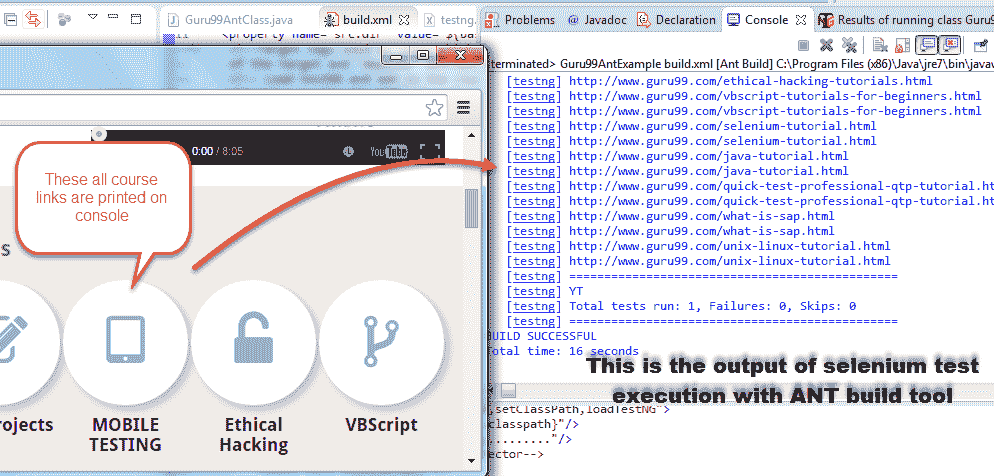 Guru99AntClass.java
build.xml
testng.
Problems
@ Javadoc
Declaration
Console
Results of running class Guru9
<property name="src.dir" value="${ba
terminated> Guru99AntExample build.xml [Ant Build] C:\Program Files (x86)\Java\jre7\bin\javaw
[testng] http://www.guru99.com/ethical-hacking-tutorials.html
[testng] http://www.guru99.com/vbscript-tutorials-for-beginners.html
[testng] http://www.guru99.com/vbscript-tutorials-for-beginners.html
[testng] http://www.guru99.com/selenium-tutorial.html
[testng] http://www.guru99.com/selenium-tutorial.html
[testng] http://www.guru99.com/java-tutorial.html
[testng] http://www.guru99.com/java-tutorial.html
[testng] http://www.guru99.com/quick-test-professional-qtp-tutorial.ht
[testng] http://www.guru99.com/quick-test-professional-qtp-tutorial.ht
[testng] http://www.guru99.com/what-is-sap.html
[testng] http://www.guru99.com/what-is-sap.html
[testng] http://www.guru99.com/unix-linux-tutorial.html
[testng] http://www.guru99.com/unix-linux-tutorial.html
[testng] ===============================================
[testng] YT
[testng] Total tests run: 1, Failures: 0, Skips: 0
[testng] ===============================================
BUILD SUCCESSFUL
Total time: 16 seconds
0:00 / 8:05
YouTube
These all course
links are printed on
console
s
rojects
MOBILE
TESTING
Ethical
Hacking
VBScript
This is the output of selenium test
execution with ANT build tool
,setClassPath,loadTestNG">
classpath}"/>
........."/>
ector-->